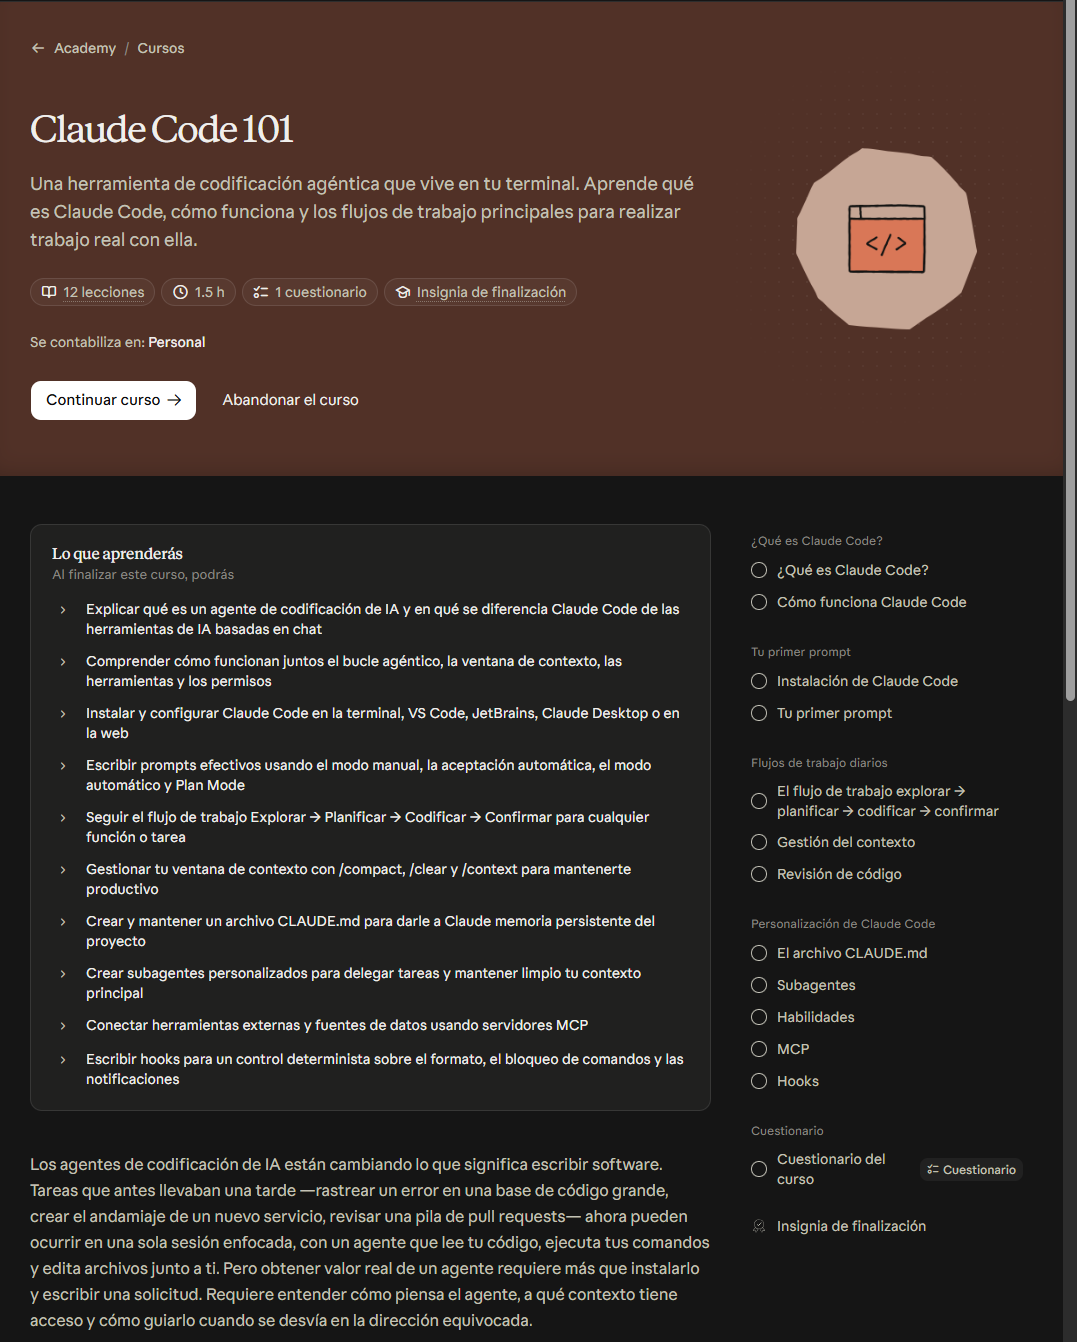 ← Academy / Cursos
Claude Code 101
Una herramienta de codificación agéntica que vive en tu terminal. Aprende qué
es Claude Code, cómo funciona y los flujos de trabajo principales para realizar
trabajo real con ella.
12 lecciones
1.5 h
1 cuestionario
Insignia de finalización
Se contabiliza en: Personal
Continuar curso →
Abandonar el curso
</>
Lo que aprenderás
Al finalizar este curso, podrás
Explicar qué es un agente de codificación de IA y en qué se diferencia Claude Code de las
herramientas de IA basadas en chat
Comprender cómo funcionan juntos el bucle agéntico, la ventana de contexto, las
herramientas y los permisos
Instalar y configurar Claude Code en la terminal, VS Code, JetBrains, Claude Desktop o en
la web
Escribir prompts efectivos usando el modo manual, la aceptación automática, el modo
automático y Plan Mode
Seguir el flujo de trabajo Explorar → Planificar → Codificar → Confirmar para cualquier
función o tarea
Gestionar tu ventana de contexto con /compact, /clear y /context para mantenerte
productivo
Crear y mantener un archivo CLAUDE.md para darle a Claude memoria persistente del
proyecto
Crear subagentes personalizados para delegar tareas y mantener limpio tu contexto
principal
Conectar herramientas externas y fuentes de datos usando servidores MCP
Escribir hooks para un control determinista sobre el formato, el bloqueo de comandos y las
notificaciones
Los agentes de codificación de IA están cambiando lo que significa escribir software.
Tareas que antes llevaban una tarde —rastrear un error en una base de código grande,
crear el andamiaje de un nuevo servicio, revisar una pila de pull requests— ahora pueden
ocurrir en una sola sesión enfocada, con un agente que lee tu código, ejecuta tus comandos
y edita archivos junto a ti. Pero obtener valor real de un agente requiere más que instalarlo
y escribir una solicitud. Requiere entender cómo piensa el agente, a qué contexto tiene
acceso y cómo guiarlo cuando se desvía en la dirección equivocada.
¿Qué es Claude Code?
¿Qué es Claude Code?
Cómo funciona Claude Code
Tu primer prompt
Instalación de Claude Code
Tu primer prompt
Flujos de trabajo diarios
El flujo de trabajo explorar →
planificar → codificar → confirmar
Gestión del contexto
Revisión de código
Personalización de Claude Code
El archivo CLAUDE.md
Subagentes
Habilidades
MCP
Hooks
Cuestionario
Cuestionario del
curso
Cuestionario
Insignia de finalización